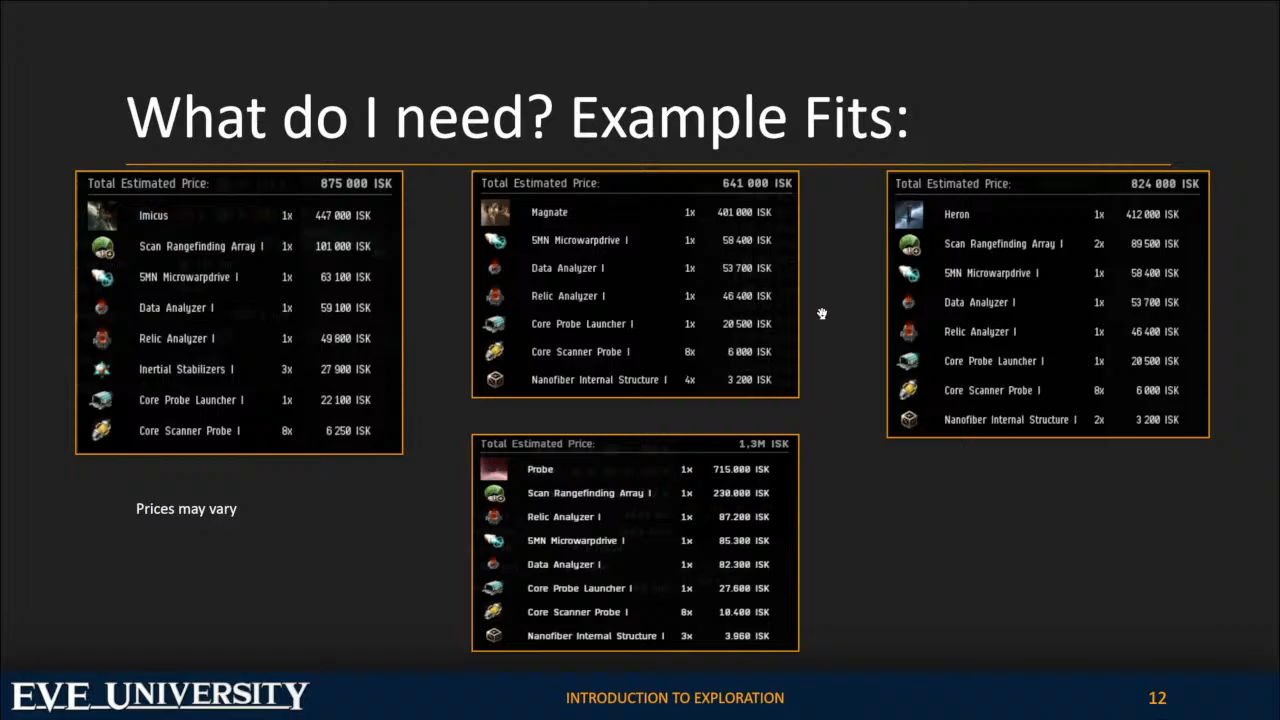 What do I need? Example Fits:
Total Estimated Price: 875 000 ISK
Imicus 1x 447 000 ISK
Scan Rangefinding Array I 1x 101 000 ISK
5MN Microwarpdrive I 1x 63 100 ISK
Data Analyzer I 1x 59 100 ISK
Relic Analyzer I 1x 49 800 ISK
Inertial Stabilizers I 3x 27 900 ISK
Core Probe Launcher I 1x 22 100 ISK
Core Scanner Probe I 8x 6 250 ISK
Total Estimated Price: 641 000 ISK
Magnate 1x 401 000 ISK
5MN Microwarpdrive I 1x 58 400 ISK
Data Analyzer I 1x 53 700 ISK
Relic Analyzer I 1x 46 400 ISK
Core Probe Launcher I 1x 20 500 ISK
Core Scanner Probe I 8x 6 000 ISK
Nanofiber Internal Structure I 4x 3 200 ISK
Total Estimated Price: 824 000 ISK
Heron 1x 412 000 ISK
Scan Rangefinding Array I 2x 89 500 ISK
5MN Microwarpdrive I 1x 58 400 ISK
Data Analyzer I 1x 53 700 ISK
Relic Analyzer I 1x 46 400 ISK
Core Probe Launcher I 1x 20 500 ISK
Core Scanner Probe I 8x 6 000 ISK
Nanofiber Internal Structure I 2x 3 200 ISK
Total Estimated Price: 1,3M ISK
Probe 1x 715.000 ISK
Scan Rangefinding Array I 1x 230.000 ISK
Relic Analyzer I 1x 87.200 ISK
5MN Microwarpdrive I 1x 85.300 ISK
Data Analyzer I 1x 82.300 ISK
Core Probe Launcher I 1x 27.600 ISK
Core Scanner Probe I 8x 10.400 ISK
Nanofiber Internal Structure I 3x 3.960 ISK
Prices may vary
EVE UNIVERSITY
INTRODUCTION TO EXPLORATION
12